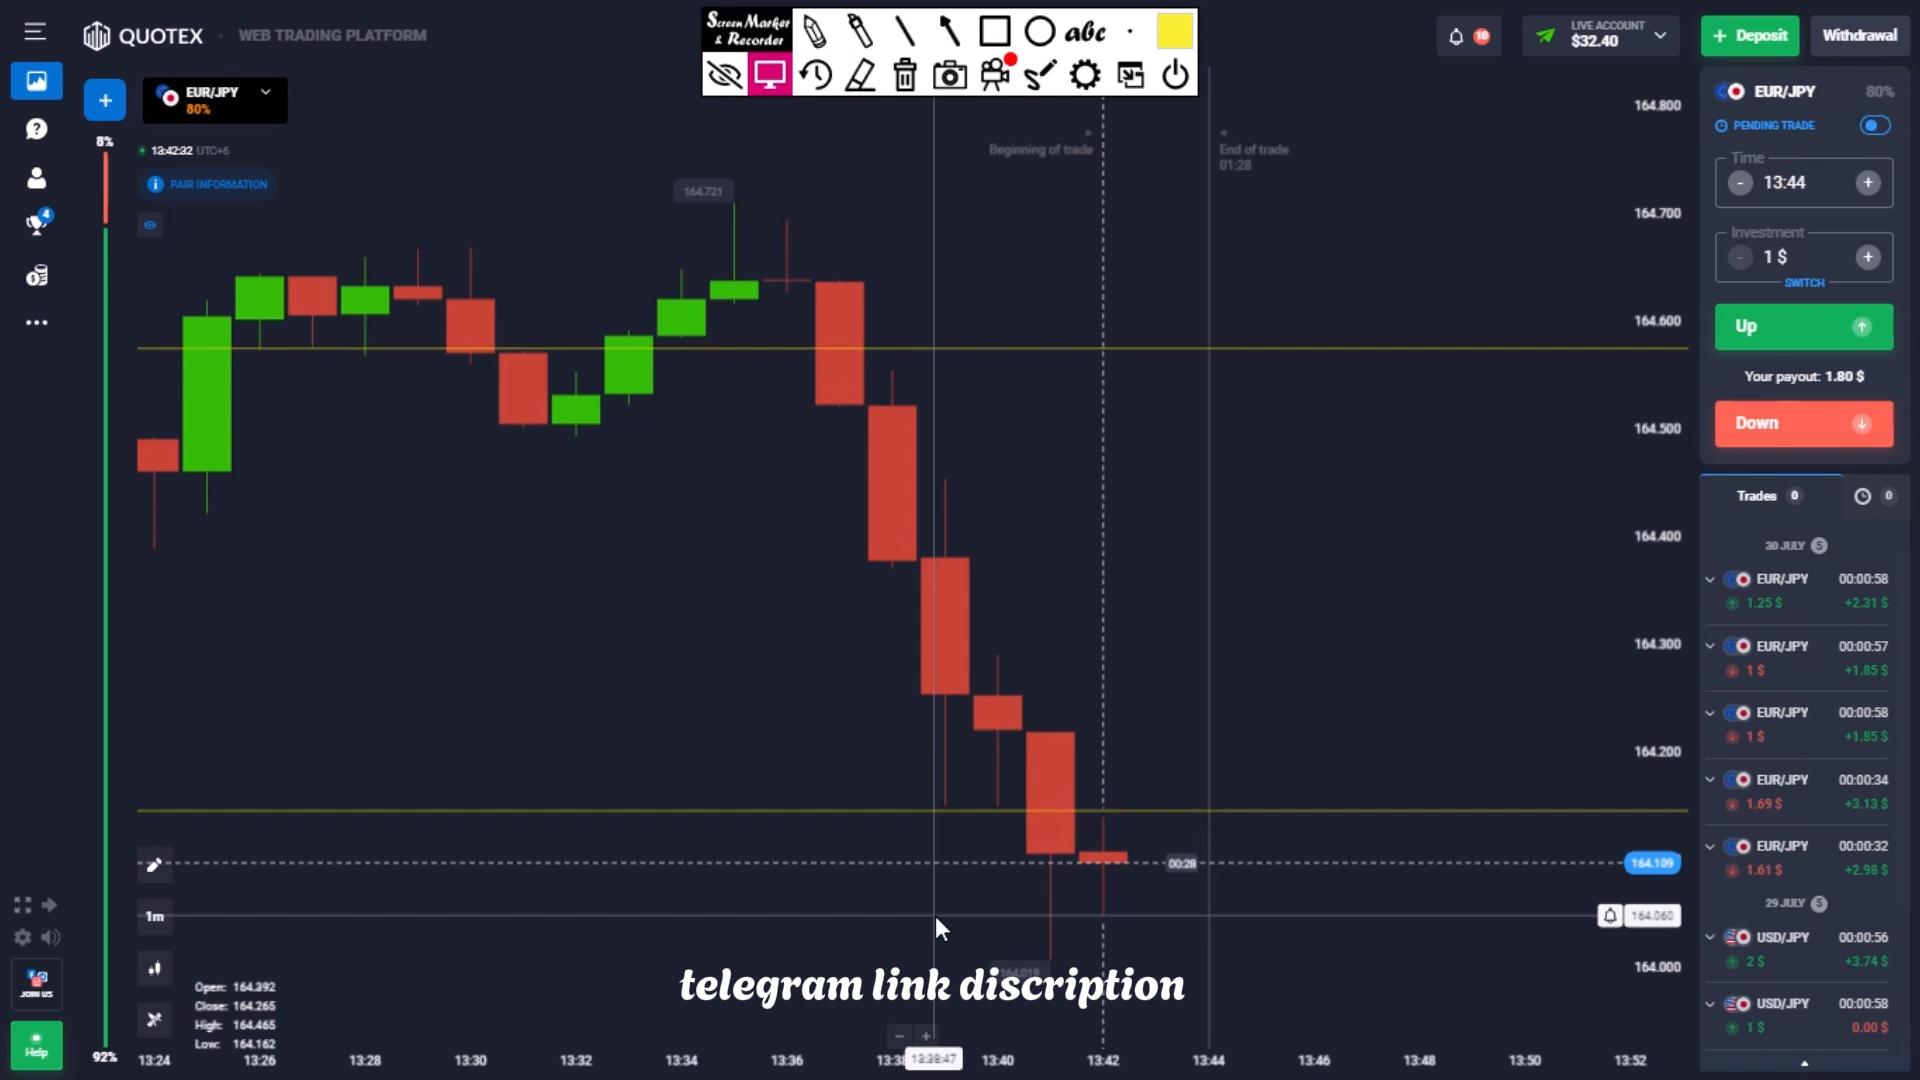 QUOTEX
WEB TRADING PLATFORM
Screen Marker
& Recorder
abc
10
LIVE ACCOUNT
$32.40
+ Deposit
Withdrawal
EUR/JPY
80%
8%
13:42:32 UTC+6
PAIR INFORMATION
4
Beginning of trade
End of trade
01:28
164.721
164.800
164.700
164.600
164.500
164.400
164.300
164.200
164.109
164.060
164.000
00:28
1m
164.019
Open: 164.392
Close: 164.265
High: 164.465
Low: 164.162
telegram link discription
JOIN US
Help
92%
13:24
13:26
13:28
13:30
13:32
13:34
13:36
13:38:47
13:40
13:42
13:44
13:46
13:48
13:50
13:52
EUR/JPY
80%
PENDING TRADE
Time
- 13:44 +
Investment
- 1 $ +
SWITCH
Up
Your payout: 1.80 $
Down
Trades 0
0
30 JULY 5
EUR/JPY 00:00:58
1.25 $ +2.31 $
EUR/JPY 00:00:57
1 $ +1.85 $
EUR/JPY 00:00:58
1 $ +1.85 $
EUR/JPY 00:00:34
1.69 $ +3.13 $
EUR/JPY 00:00:32
1.61 $ +2.98 $
29 JULY 5
USD/JPY 00:00:56
2 $ +3.74 $
USD/JPY 00:00:58
1 $ 0.00 $